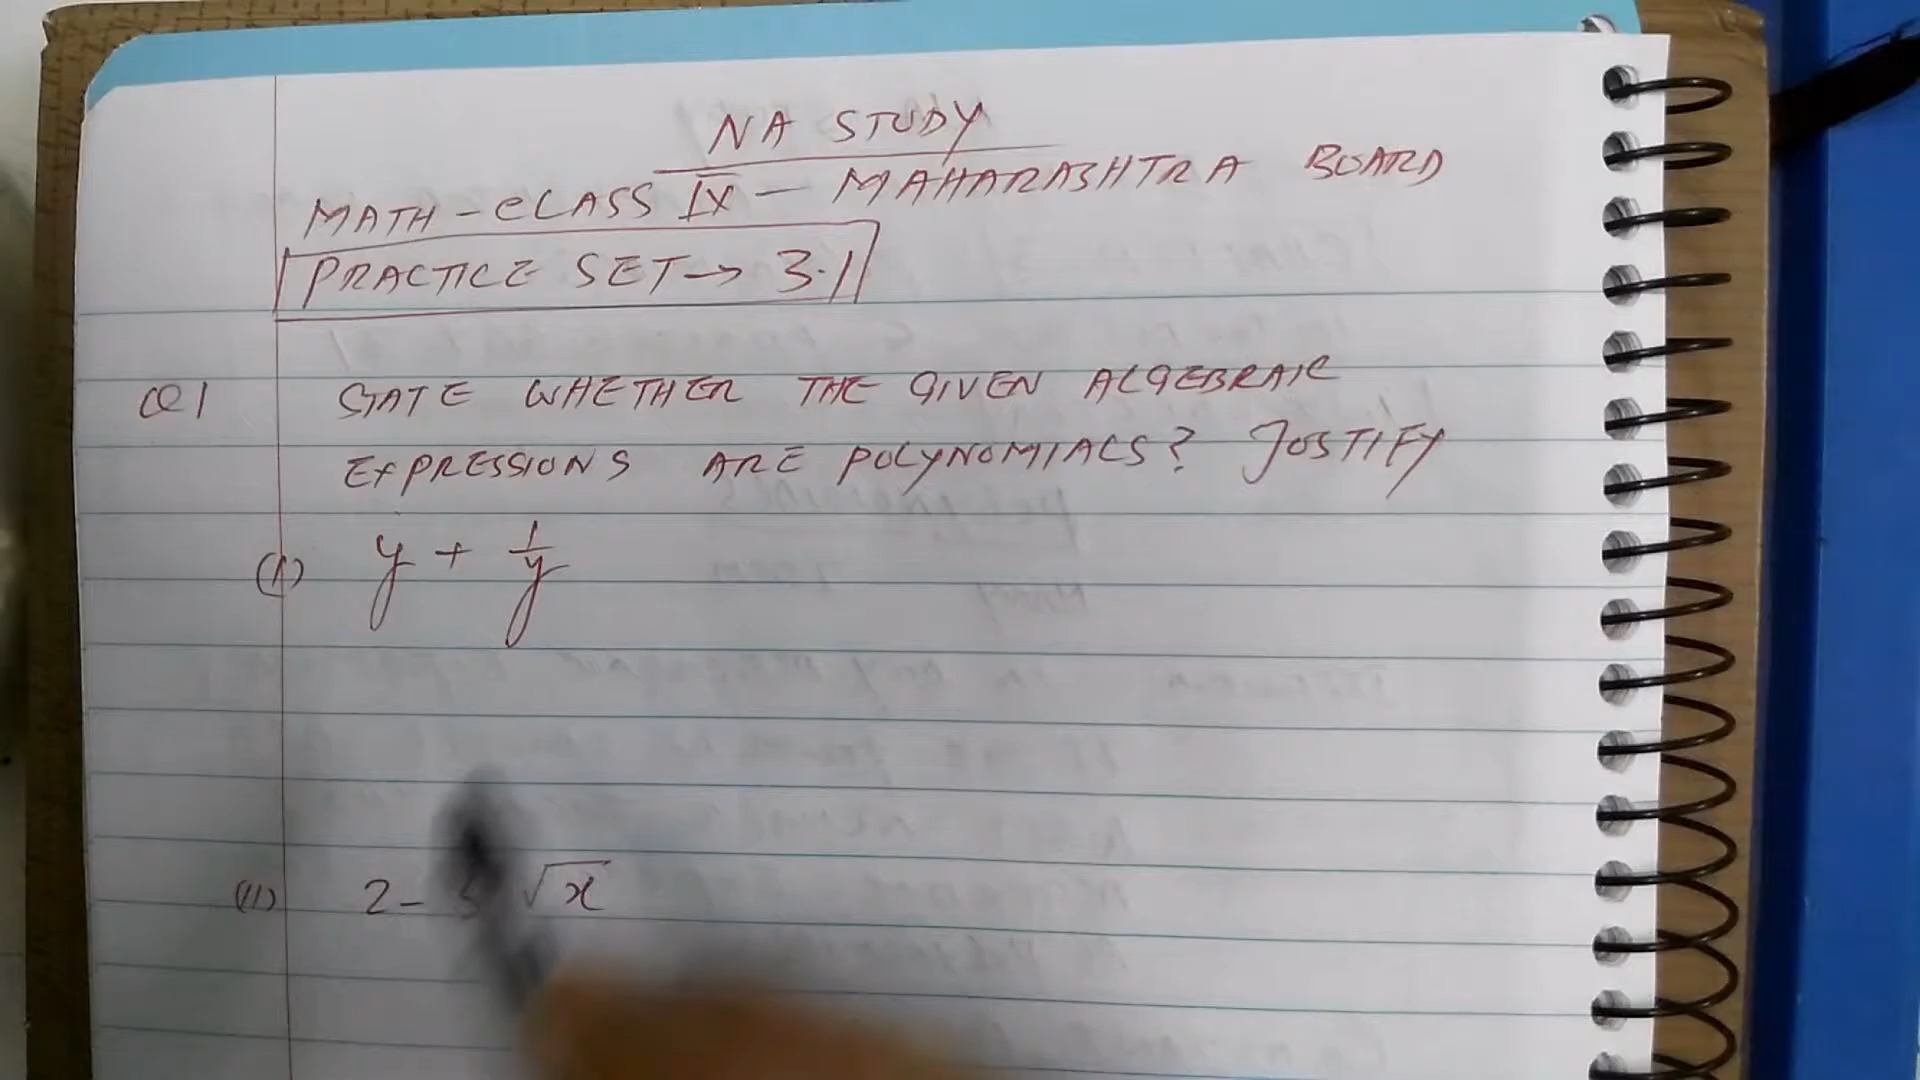 NA STUDY
MATH - CLASS IX - MAHARASHTRA BOARD
PRACTICE SET → 3.1
Q1 STATE WHETHER THE GIVEN ALGEBRAIC
EXPRESSIONS ARE POLYNOMIALS? JUSTIFY
(i) y + 1/y
(ii) 2 - 5 √x